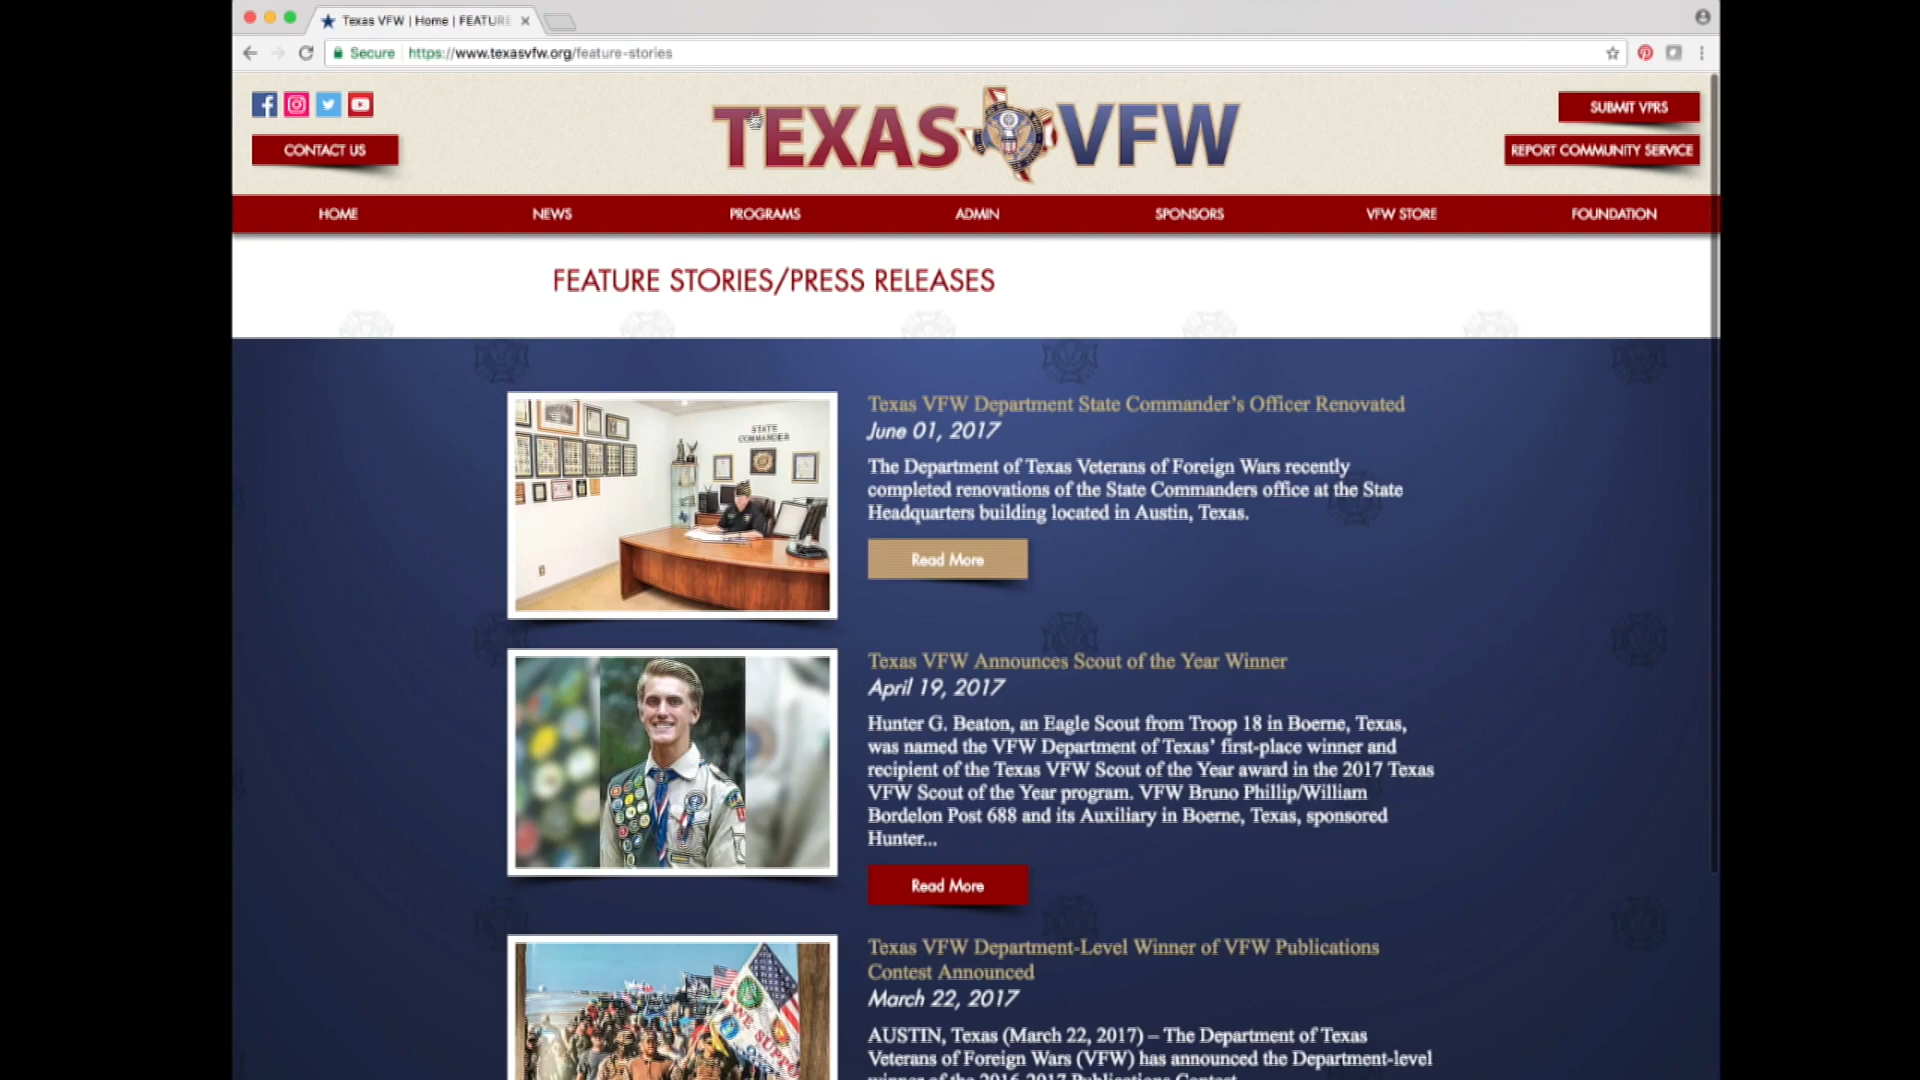 Texas VFW | Home | FEATURE
Secure https://www.texasvfw.org/feature-stories
CONTACT US
TEXAS VFW
SUBMIT VPRS
REPORT COMMUNITY SERVICE
HOME NEWS PROGRAMS ADMIN SPONSORS VFW STORE FOUNDATION
FEATURE STORIES/PRESS RELEASES
STATE
COMMANDER
Texas VFW Department State Commander’s Officer Renovated
June 01, 2017
The Department of Texas Veterans of Foreign Wars recently
completed renovations of the State Commanders office at the State
Headquarters building located in Austin, Texas.
Read More
Texas VFW Announces Scout of the Year Winner
April 19, 2017
Hunter G. Beaton, an Eagle Scout from Troop 18 in Boerne, Texas,
was named the VFW Department of Texas’ first-place winner and
recipient of the Texas VFW Scout of the Year award in the 2017 Texas
VFW Scout of the Year program. VFW Bruno Phillip/William
Bordelon Post 688 and its Auxiliary in Boerne, Texas, sponsored
Hunter...
Read More
WE SUPP
Texas VFW Department-Level Winner of VFW Publications
Contest Announced
March 22, 2017
AUSTIN, Texas (March 22, 2017) – The Department of Texas
Veterans of Foreign Wars (VFW) has announced the Department-level
winner of the 2016-2017 Publications Contest.